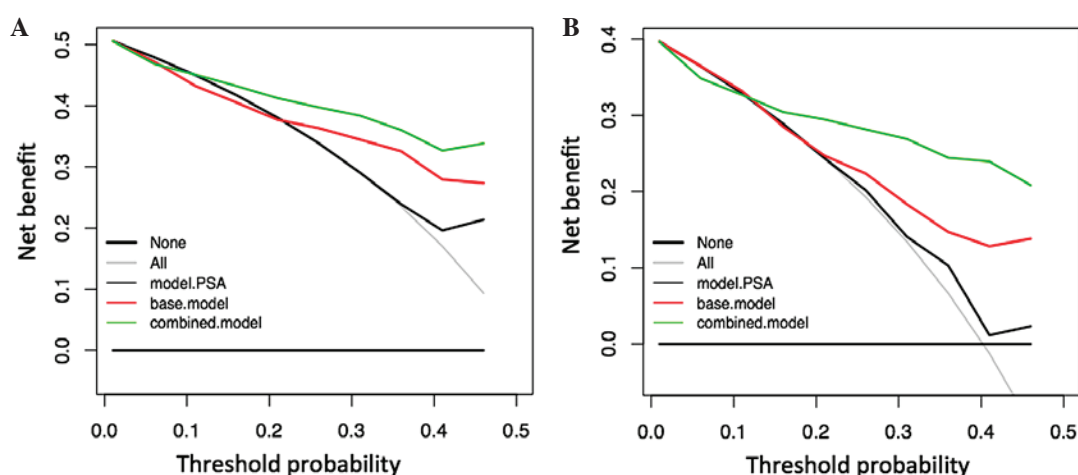 A
Net benefit
0.5
0.4
0.3
0.2
0.1
0.0
None
All
model.PSA
base.model
combined.model
0.0 0.1 0.2 0.3 0.4 0.5
Threshold probability
B
Net benefit
0.4
0.3
0.2
0.1
0.0
None
All
model.PSA
base.model
combined.model
0.0 0.1 0.2 0.3 0.4 0.5
Threshold probability